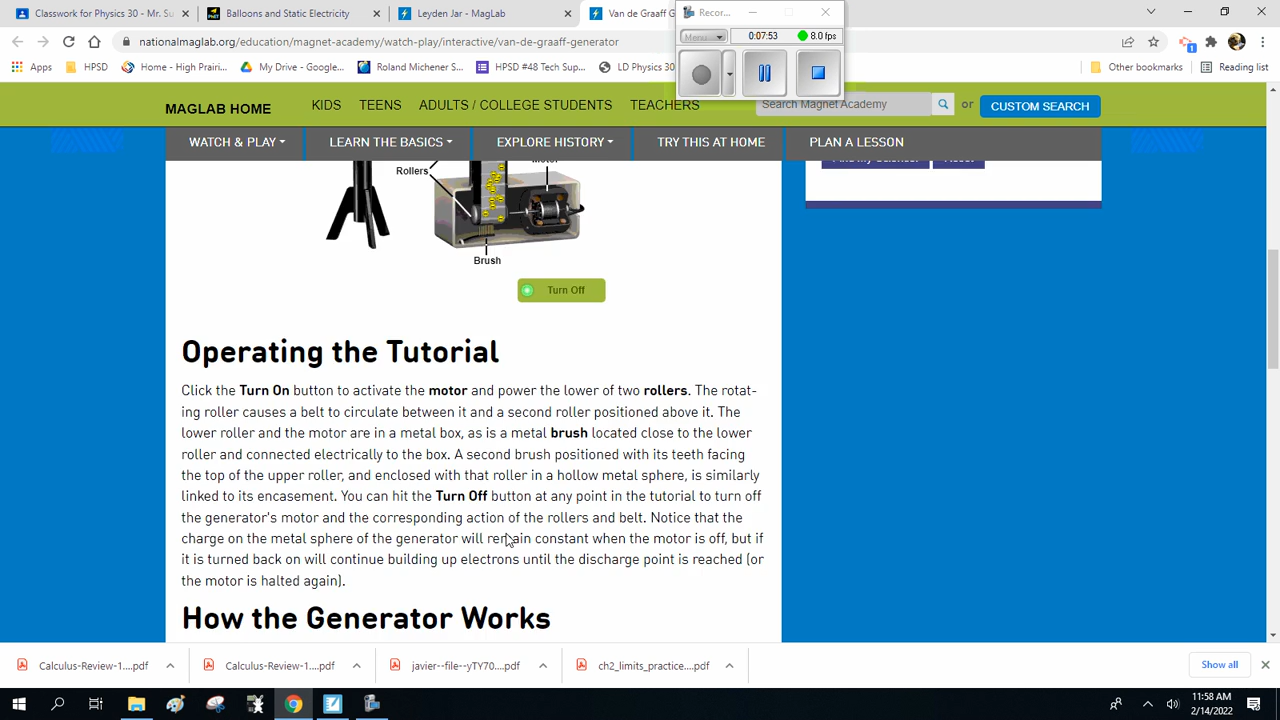 Classwork for Physics 30 - Mr. Su
Balloons and Static Electricity
Leyden Jar - MagLab
Van de Graaff G
Recor...
Menu
0:07:53
8.0 fps
nationalmaglab.org/education/magnet-academy/watch-play/interactive/van-de-graaff-generator
Apps
HPSD
Home - High Prairi...
My Drive - Google...
Roland Michener S...
HPSD #48 Tech Sup...
LD Physics 30
Other bookmarks
Reading list
MAGLAB HOME
KIDS
TEENS
ADULTS / COLLEGE STUDENTS
TEACHERS
Search Magnet Academy
or
CUSTOM SEARCH
WATCH & PLAY
LEARN THE BASICS
EXPLORE HISTORY
TRY THIS AT HOME
PLAN A LESSON
Rollers
Motor
Brush
Turn Off
Operating the Tutorial
Click the Turn On button to activate the motor and power the lower of two rollers. The rotat-
ing roller causes a belt to circulate between it and a second roller positioned above it. The
lower roller and the motor are in a metal box, as is a metal brush located close to the lower
roller and connected electrically to the box. A second brush positioned with its teeth facing
the top of the upper roller, and enclosed with that roller in a hollow metal sphere, is similarly
linked to its encasement. You can hit the Turn Off button at any point in the tutorial to turn off
the generator's motor and the corresponding action of the rollers and belt. Notice that the
charge on the metal sphere of the generator will remain constant when the motor is off, but if
it is turned back on will continue building up electrons until the discharge point is reached (or
the motor is halted again).
How the Generator Works
Calculus-Review-1....pdf
Calculus-Review-1....pdf
javier--file--yTY70....pdf
ch2_limits_practice....pdf
Show all
11:58 AM
2/14/2022